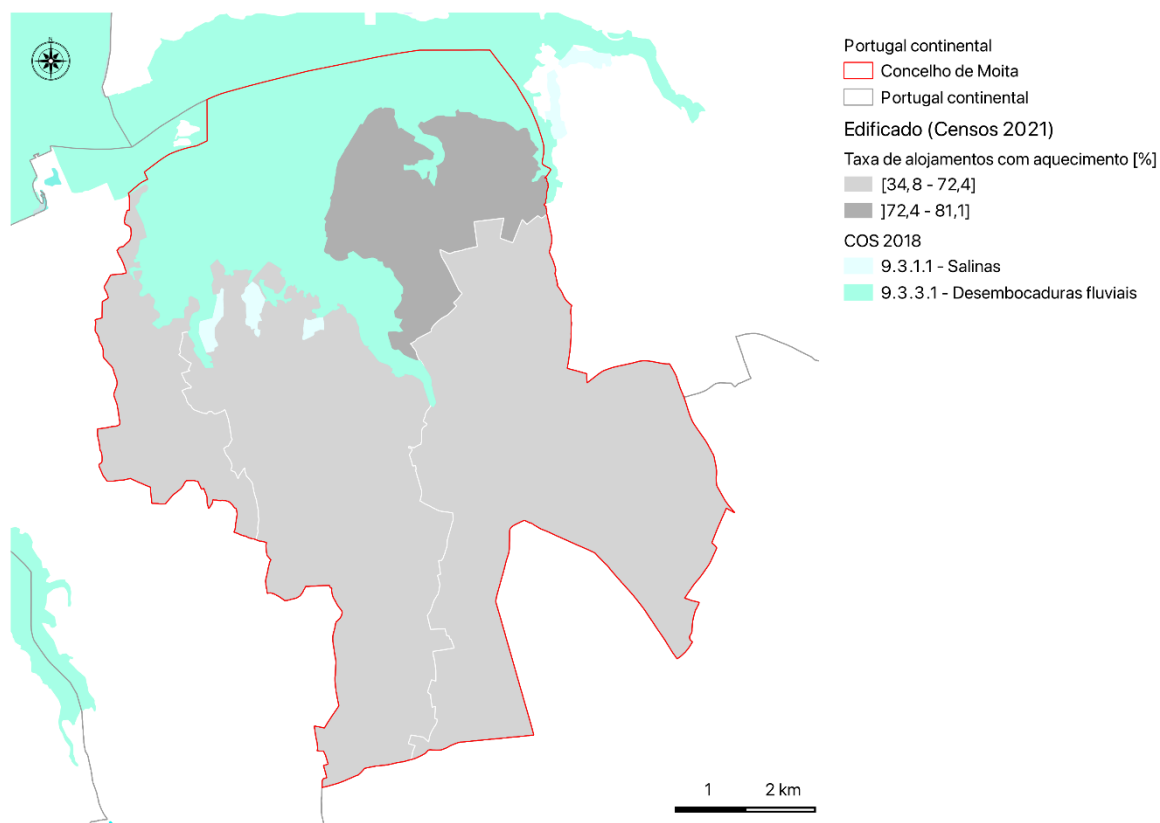 Portugal continental
Concelho de Moita
Portugal continental
Edificado (Censos 2021)
Taxa de alojamentos com aquecimento [%]
[34,8 - 72,4]
]72,4 - 81,1]
COS 2018
9.3.1.1 - Salinas
9.3.3.1 - Desembocaduras fluviais
1 2 km